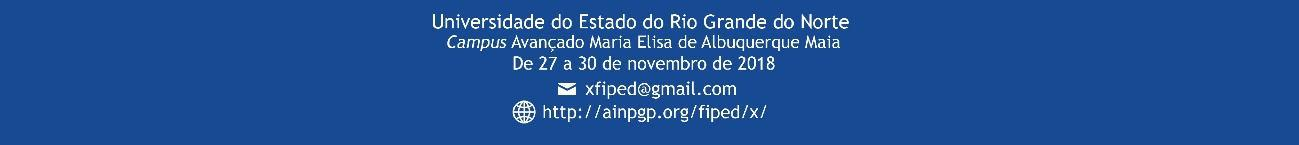 Universidade do Estado do Rio Grande do Norte
Campus Avançado Maria Elisa de Albuquerque Maia
De 27 a 30 de novembro de 2018
xfiped@gmail.com
http://ainpgp.org/fiped/x/